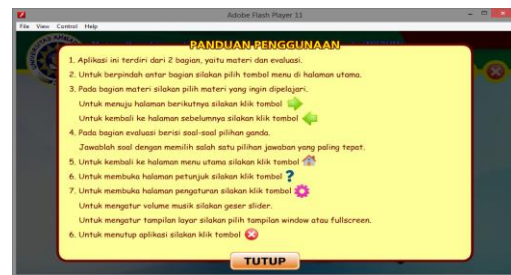 Adobe Flash Player 11
File View Control Help
PANDUAN PENGGUNAAN
1. Aplikasi ini terdiri dari 2 bagian, yaitu materi dan evaluasi.
2. Untuk berpindah antar bagian silakan pilih tombol menu di halaman utama.
3. Pada bagian materi silakan pilih materi yang ingin dipelajari.
Untuk menuju halaman berikutnya silakan klik tombol
Untuk kembali ke halaman sebelumnya silakan klik tombol
4. Pada bagian evaluasi berisi soal-soal pilihan ganda.
Jawablah soal dengan memilih salah satu pilihan jawaban yang paling tepat.
5. Untuk kembali ke halaman menu utama silakan klik tombol
6. Untuk membuka halaman petunjuk silakan klik tombol ?
7. Untuk membuka halaman pengaturan silakan klik tombol
Untuk mengatur volume musik silakan geser slider.
Untuk mengatur tampilan layar silakan pilih tampilan window atau fullscreen.
6. Untuk menutup aplikasi silakan klik tombol
TUTUP